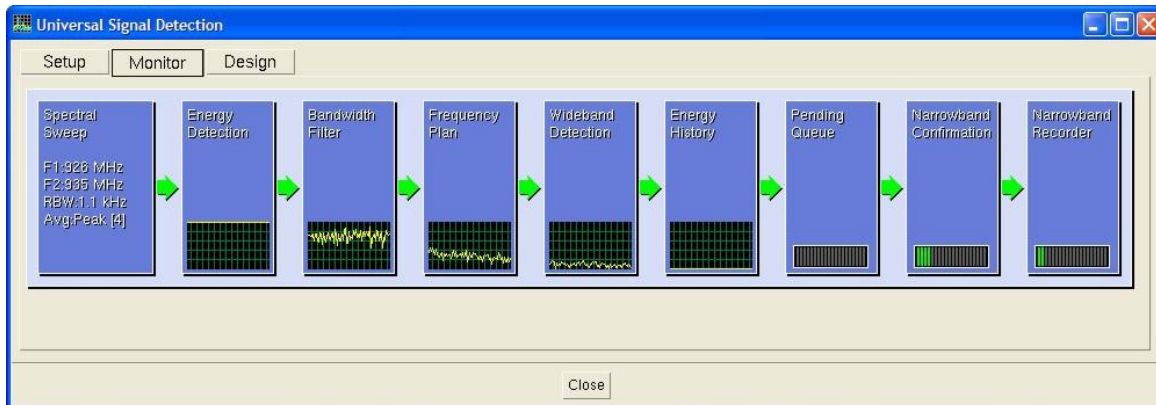 Universal Signal Detection
Setup
Monitor
Design
Spectral
Sweep
F1:926 MHz
F2:935 MHz
RBW:1.1 kHz
Avg:Peak [4]
Energy
Detection
Bandwidth
Filter
Frequency
Plan
Wideband
Detection
Energy
History
Pending
Queue
Narrowband
Confirmation
Narrowband
Recorder
Close